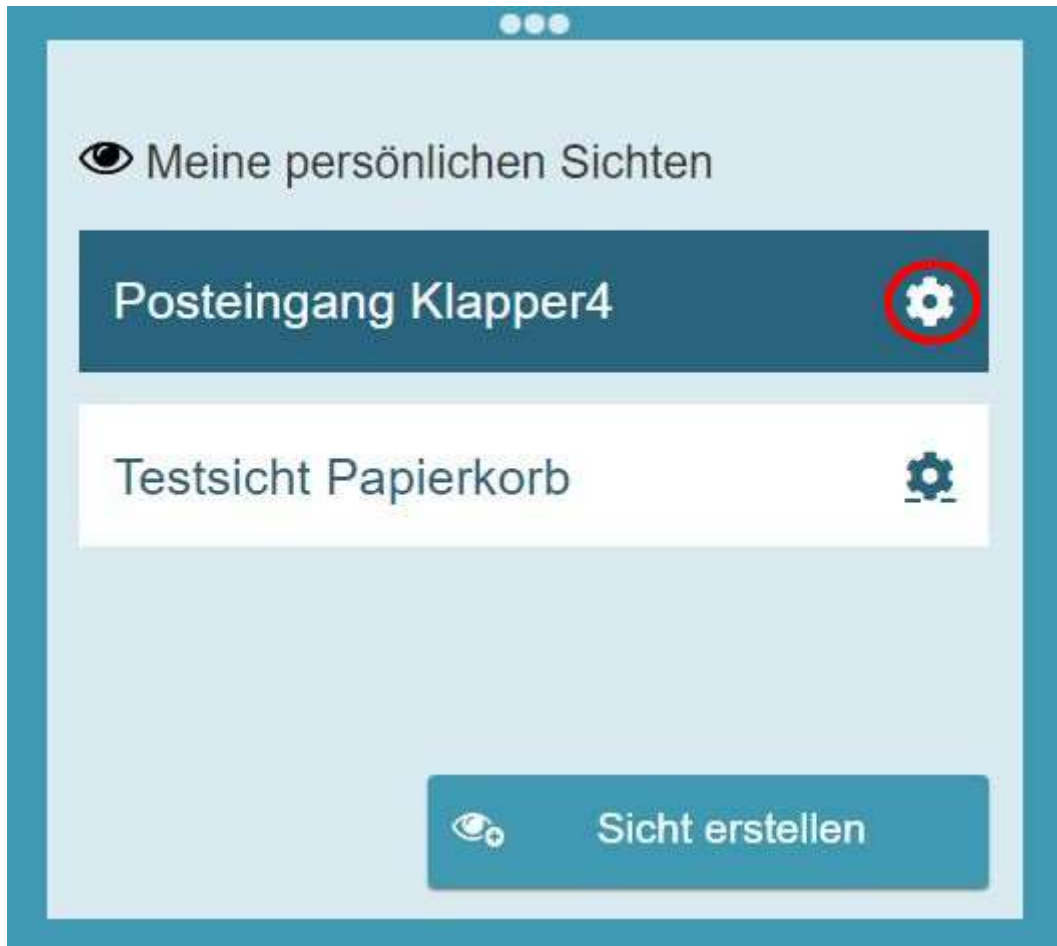 Meine persönlichen Sichten
Posteingang Klapper4
Testsicht Papierkorb
Sicht erstellen